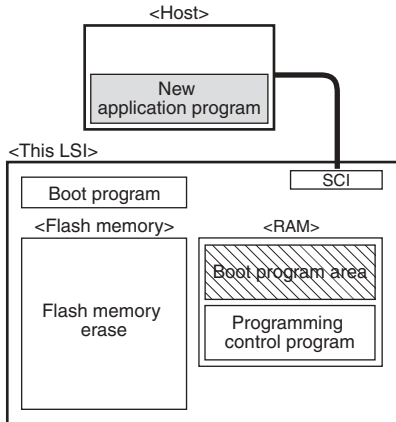 <Host>
New
application program
<This LSI>
SCI
Boot program
<Flash memory>
<RAM>
Boot program area
Flash memory
erase
Programming
control program